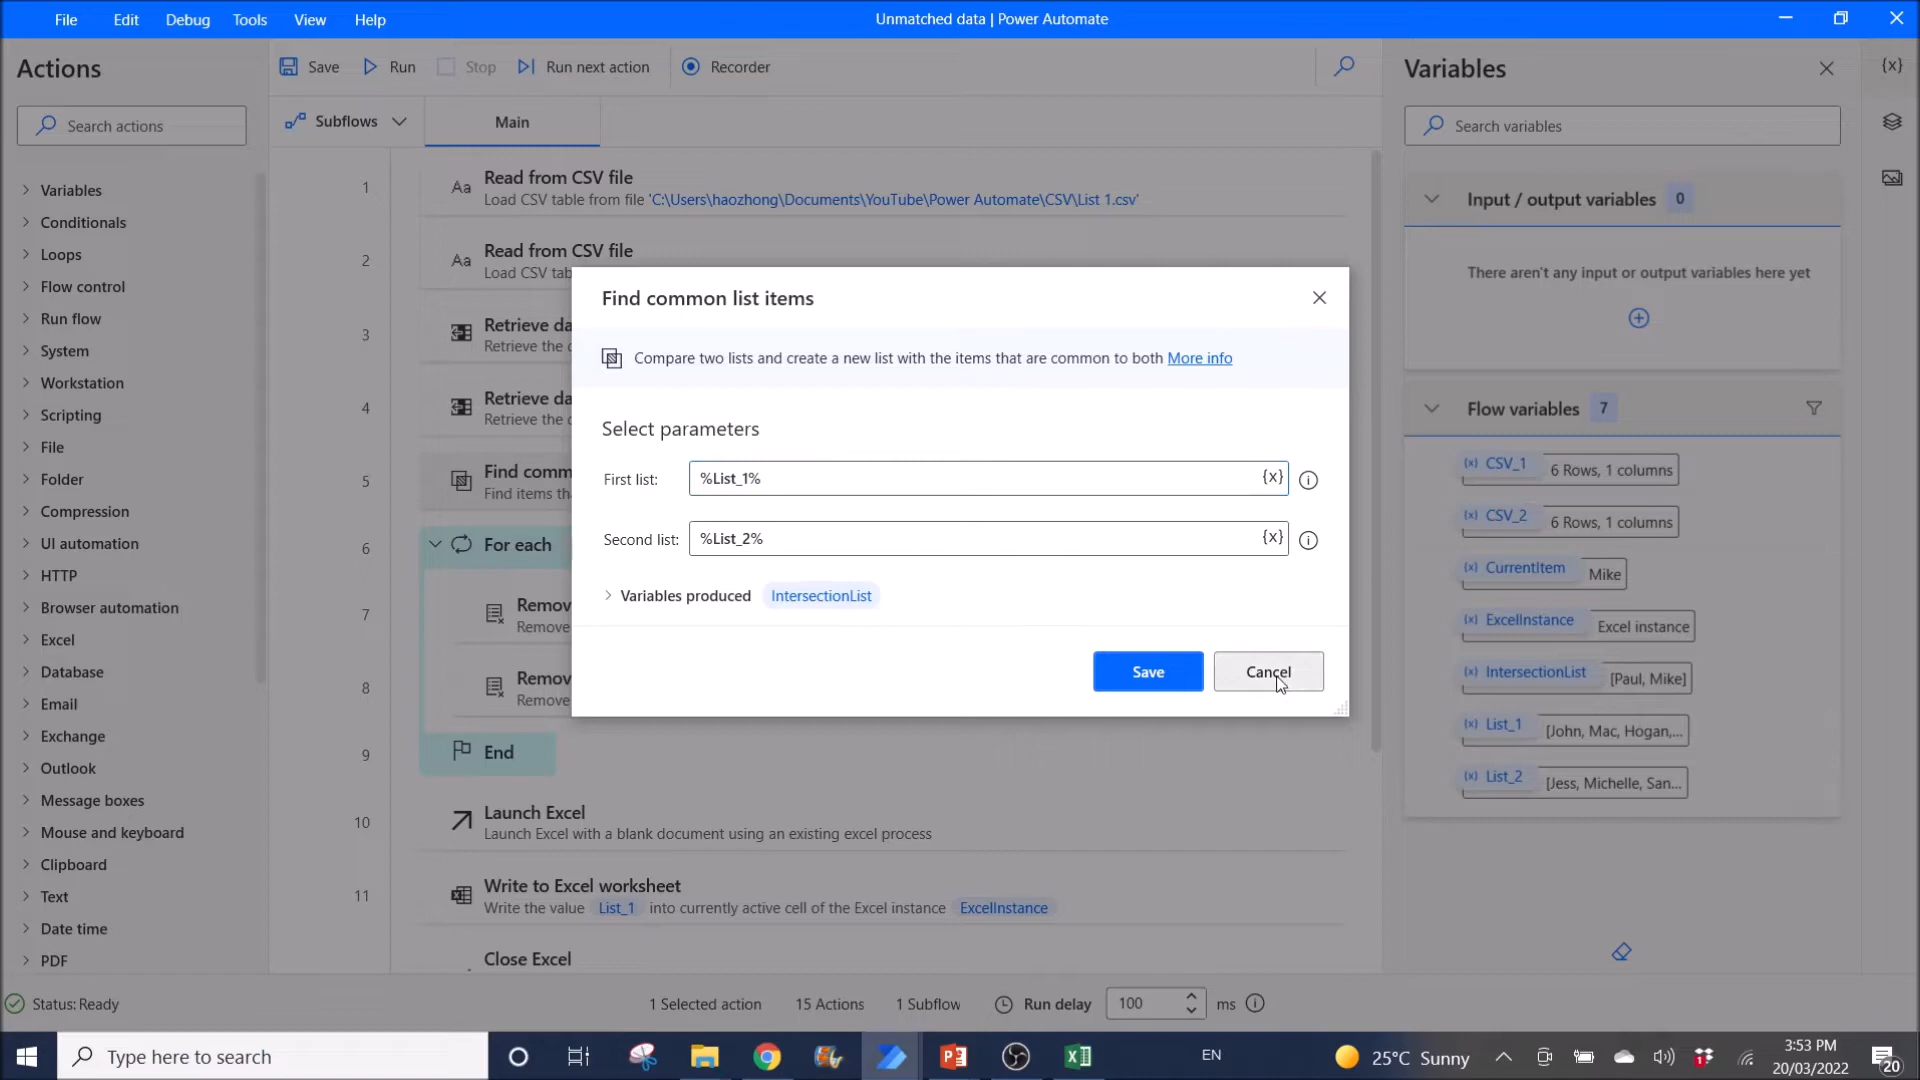 File Edit Debug Tools View Help
Unmatched data | Power Automate
Actions
Search actions
Variables
Conditionals
Loops
Flow control
Run flow
System
Workstation
Scripting
File
Folder
Compression
UI automation
HTTP
Browser automation
Excel
Database
Email
Exchange
Outlook
Message boxes
Mouse and keyboard
Clipboard
Text
Date time
PDF
Save Run Stop Run next action Recorder
Subflows Main
1 Aa Read from CSV file
Load CSV table from file 'C:\Users\haozhong\Documents\YouTube\Power Automate\CSV\List 1.csv'
2 Aa Read from CSV file
Load CSV tab
3 Retrieve da
Retrieve the c
4 Retrieve da
Retrieve the c
5 Find comm
Find items th
6 For each
7 Remov
Remove
8 Remov
Remove
9 End
10 Launch Excel
Launch Excel with a blank document using an existing excel process
11 Write to Excel worksheet
Write the value List_1 into currently active cell of the Excel instance ExcelInstance
Close Excel
Find common list items
Compare two lists and create a new list with the items that are common to both More info
Select parameters
First list: %List_1% {x}
Second list: %List_2% {x}
Variables produced IntersectionList
Save Cancel
Variables
{x}
Search variables
Input / output variables 0
There aren't any input or output variables here yet
Flow variables 7
(x) CSV_1 6 Rows, 1 columns
(x) CSV_2 6 Rows, 1 columns
(x) CurrentItem Mike
(x) ExcelInstance Excel instance
(x) IntersectionList [Paul, Mike]
(x) List_1 [John, Mac, Hogan,...
(x) List_2 [Jess, Michelle, San...
Status: Ready 1 Selected action 15 Actions 1 Subflow Run delay 100 ms
Type here to search
EN
25°C Sunny
1
3:53 PM
20/03/2022
20